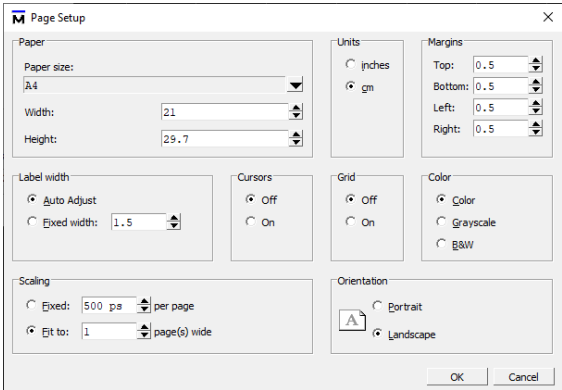 Page Setup
Paper
Paper size:
A4
Width: 21
Height: 29.7
Units
inches
cm
Margins
Top: 0.5
Bottom: 0.5
Left: 0.5
Right: 0.5
Label width
Auto Adjust
Fixed width: 1.5
Cursors
Off
On
Grid
Off
On
Color
Color
Grayscale
B&W
Scaling
Fixed: 500 ps per page
Fit to: 1 page(s) wide
Orientation
A
Portrait
Landscape
OK Cancel